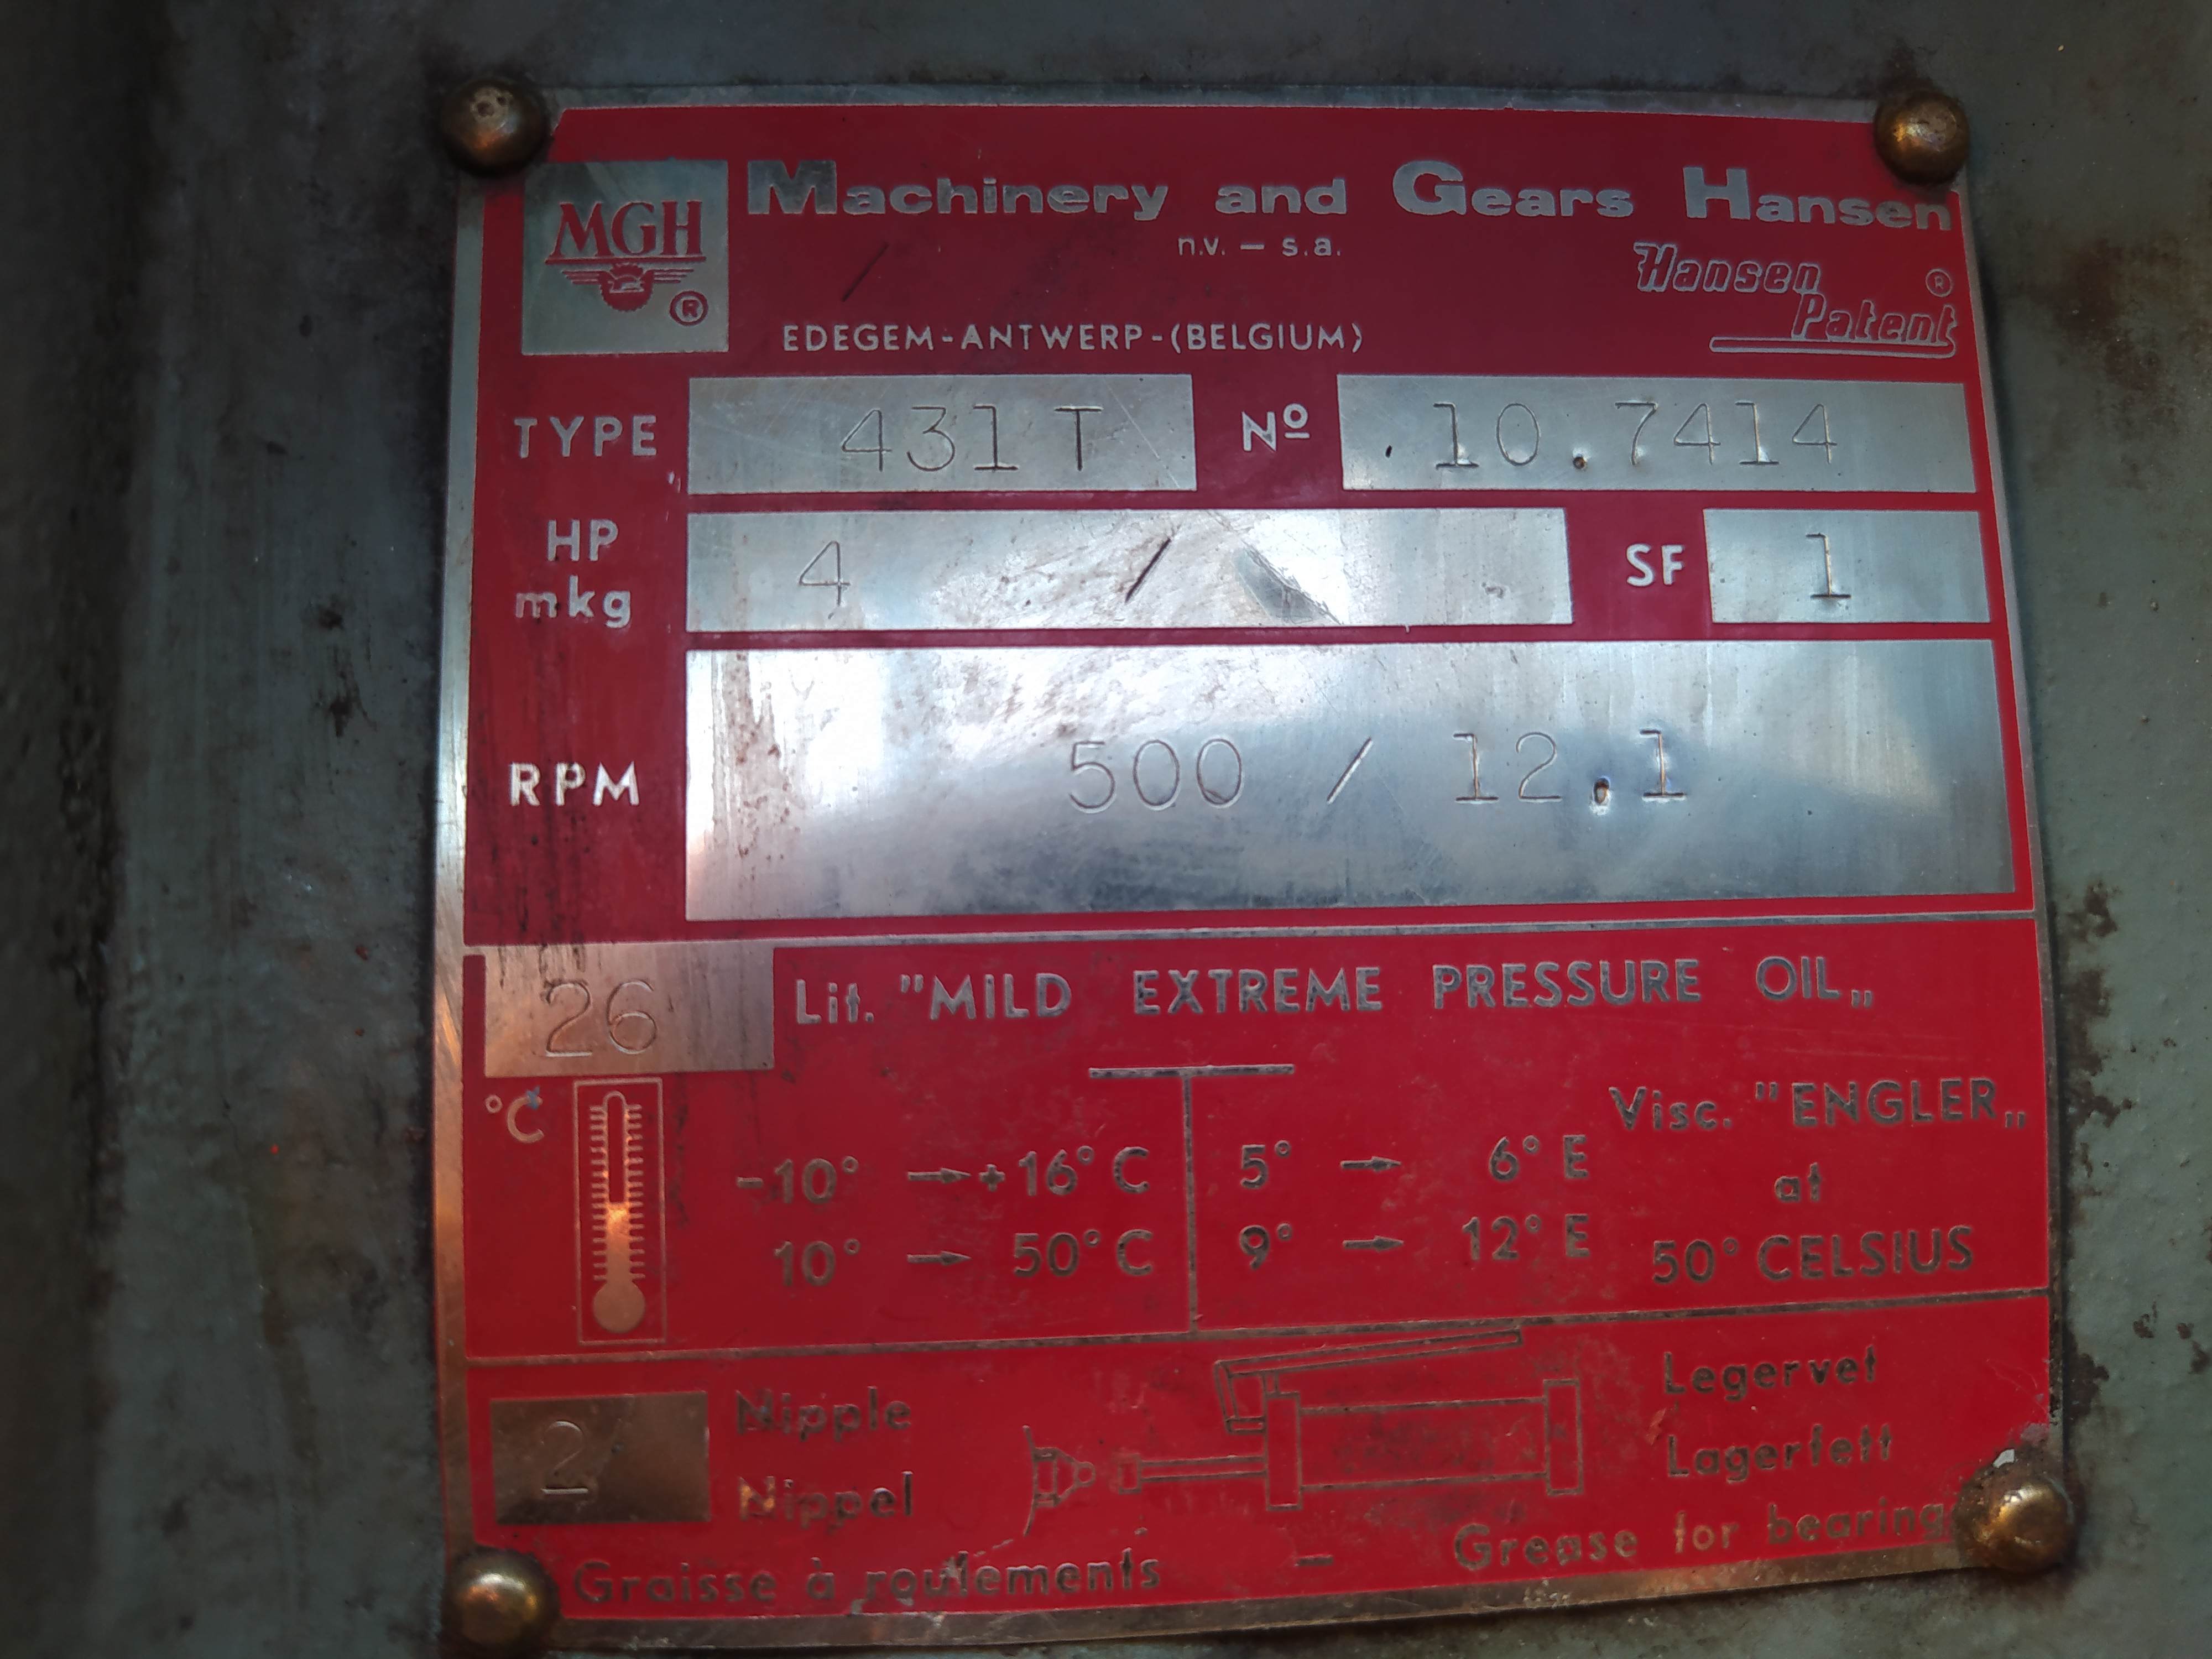 MGH ®
Machinery and Gears Hansen
n.v. – s.a.
Hansen ®
Patent
EDEGEM-ANTWERP-(BELGIUM)
TYPE 431 T Nº 10.7414
HP
mkg 4 / SF 1
RPM 500 / 12.1
26 Lit. "MILD EXTREME PRESSURE OIL„
°C
Visc. "ENGLER„
-10° → +16° C 5° → 6° E at
10° → 50° C 9° → 12° E 50° CELSIUS
2 Nipple
Nippel
Legervet
Lagerfett
Graisse à roulements – Grease for bearing